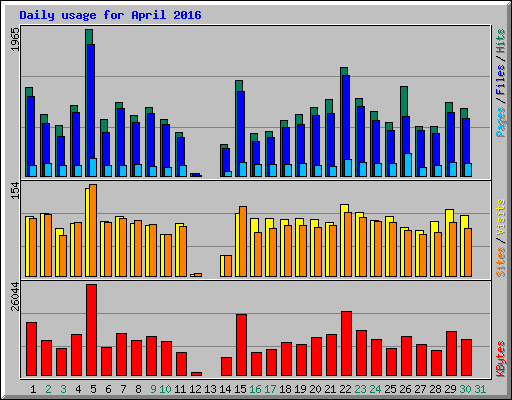 Daily usage for April 2016
1965
Pages / Files / Hits
154
Sites / Visits
26044
KBytes
1 2 3 4 5 6 7 8 9 10 11 12 13 14 15 16 17 18 19 20 21 22 23 24 25 26 27 28 29 30 31